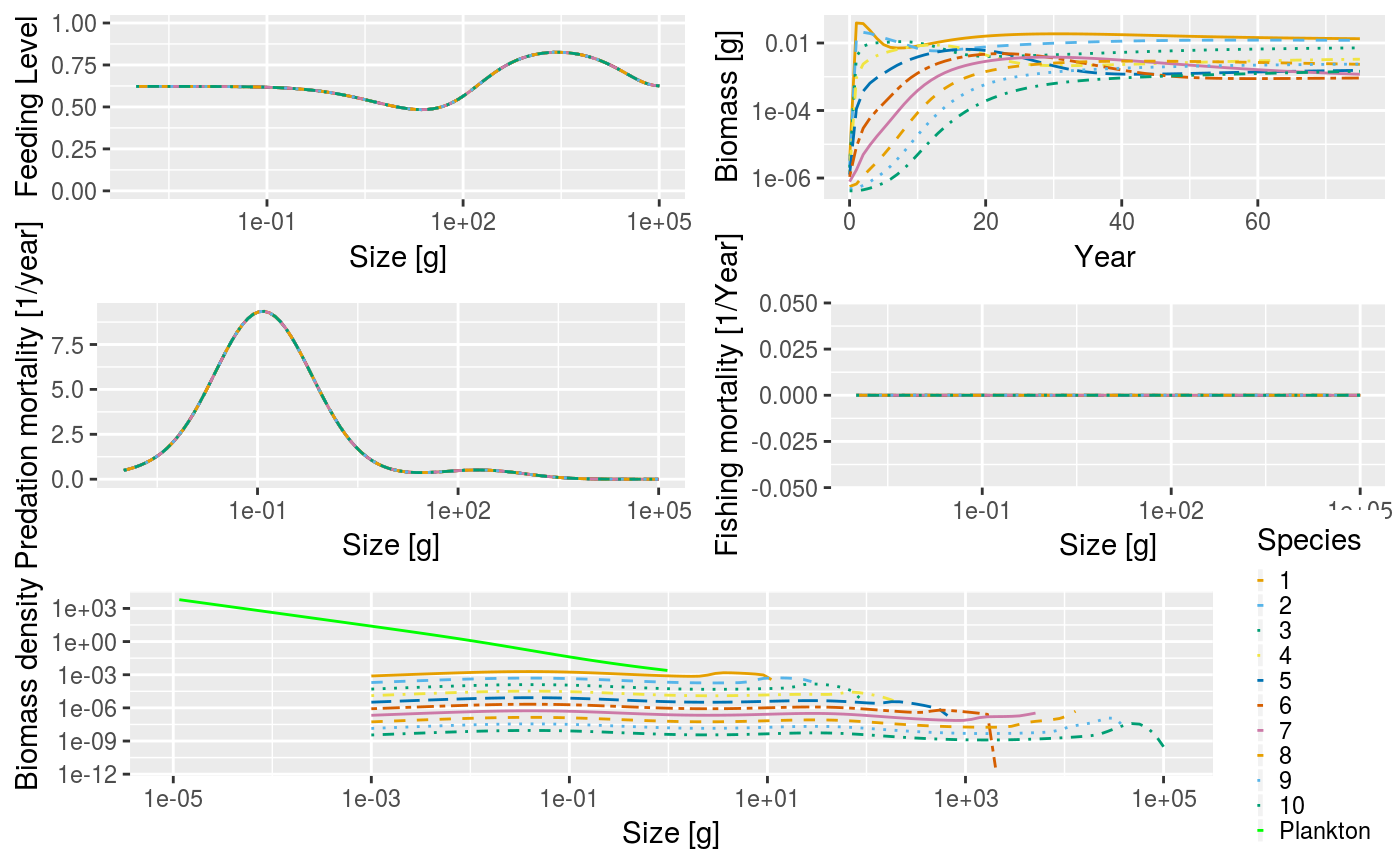 Feeding Level
1.00
0.75
0.50
0.25
0.00
1e-01
1e+02
1e+05
Size [g]
Biomass [g]
0.01
1e-04
1e-06
0
20
40
60
Year
Predation mortality [1/year]
7.5
5.0
2.5
0.0
1e-01
1e+02
1e+05
Size [g]
Fishing mortality [1/Year]
0.050
0.025
0.000
-0.025
-0.050
1e-01
1e+02
1e+05
Size [g]
Biomass density
1e+03
1e+00
1e-03
1e-06
1e-09
1e-12
1e-05
1e-03
1e-01
1e+01
1e+03
1e+05
Size [g]
Species
1
2
3
4
5
6
7
8
9
10
Plankton